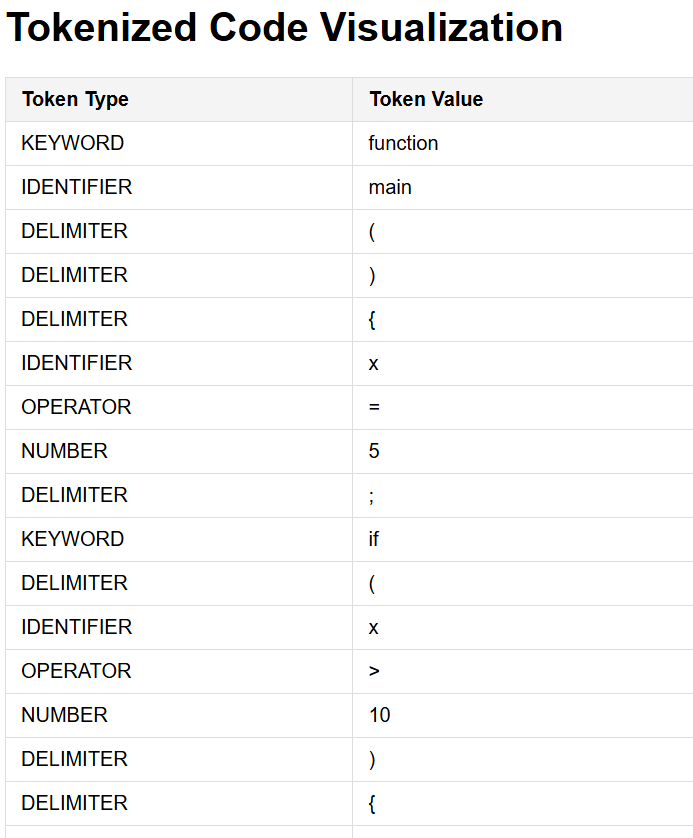 Tokenized Code Visualization
Token Type Token Value
KEYWORD function
IDENTIFIER main
DELIMITER (
DELIMITER )
DELIMITER {
IDENTIFIER x
OPERATOR =
NUMBER 5
DELIMITER ;
KEYWORD if
DELIMITER (
IDENTIFIER x
OPERATOR >
NUMBER 10
DELIMITER )
DELIMITER {